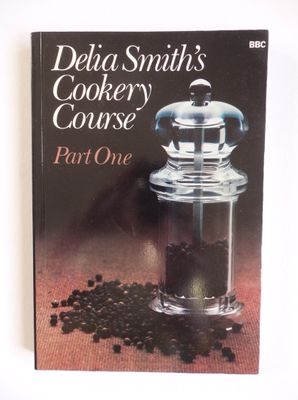 Delia Smith's
Cookery
Course
Part One
BBC